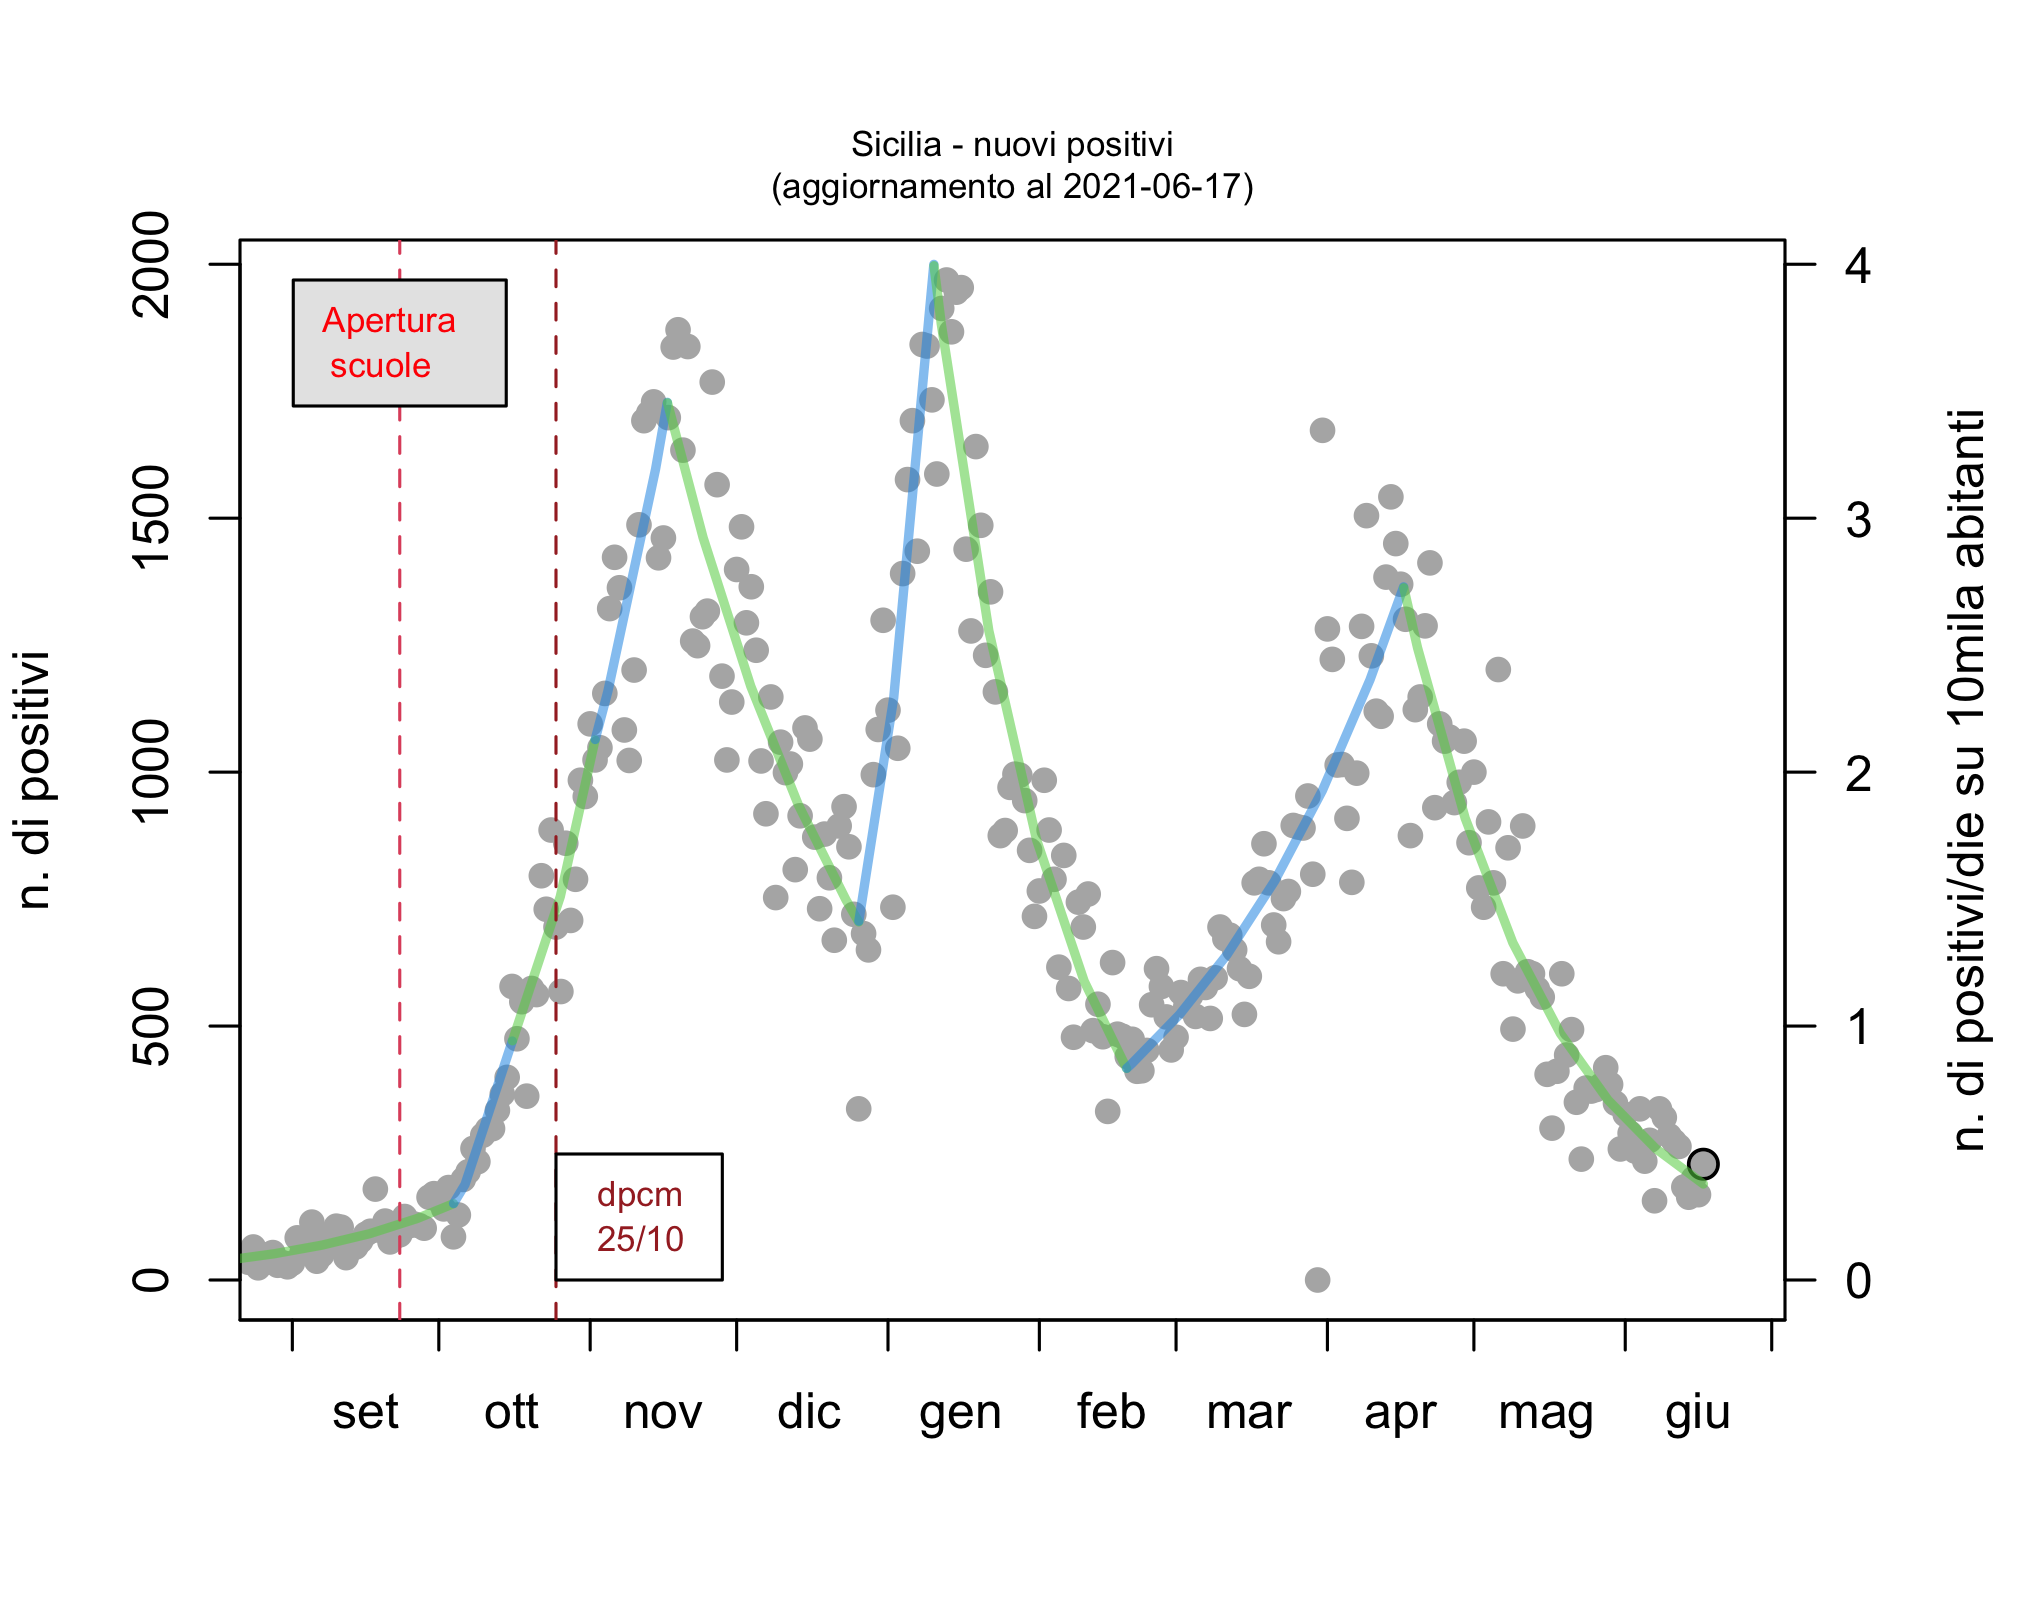 Sicilia - nuovi positivi
(aggiornamento al 2021-06-17)
n. di positivi
2000
1500
1000
500
0
Apertura
scuole
dpcm
25/10
4
3
2
1
0
n. di positivi/die su 10mila abitanti
set ott nov dic gen feb mar apr mag giu